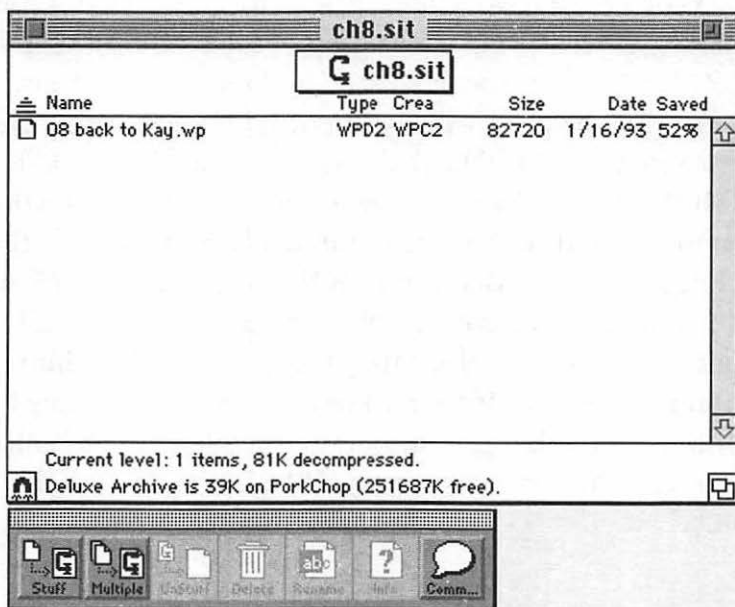 ch8.sit
ch8.sit
Name Type Crea Size Date Saved
08 back to Kay.wp WPD2 WPC2 82720 1/16/93 52%
Current level: 1 items, 81K decompressed.
Deluxe Archive is 39K on PorkChop (251687K free).
abc
Stuff Multiple UnStuff Delete Rename Info Comm...